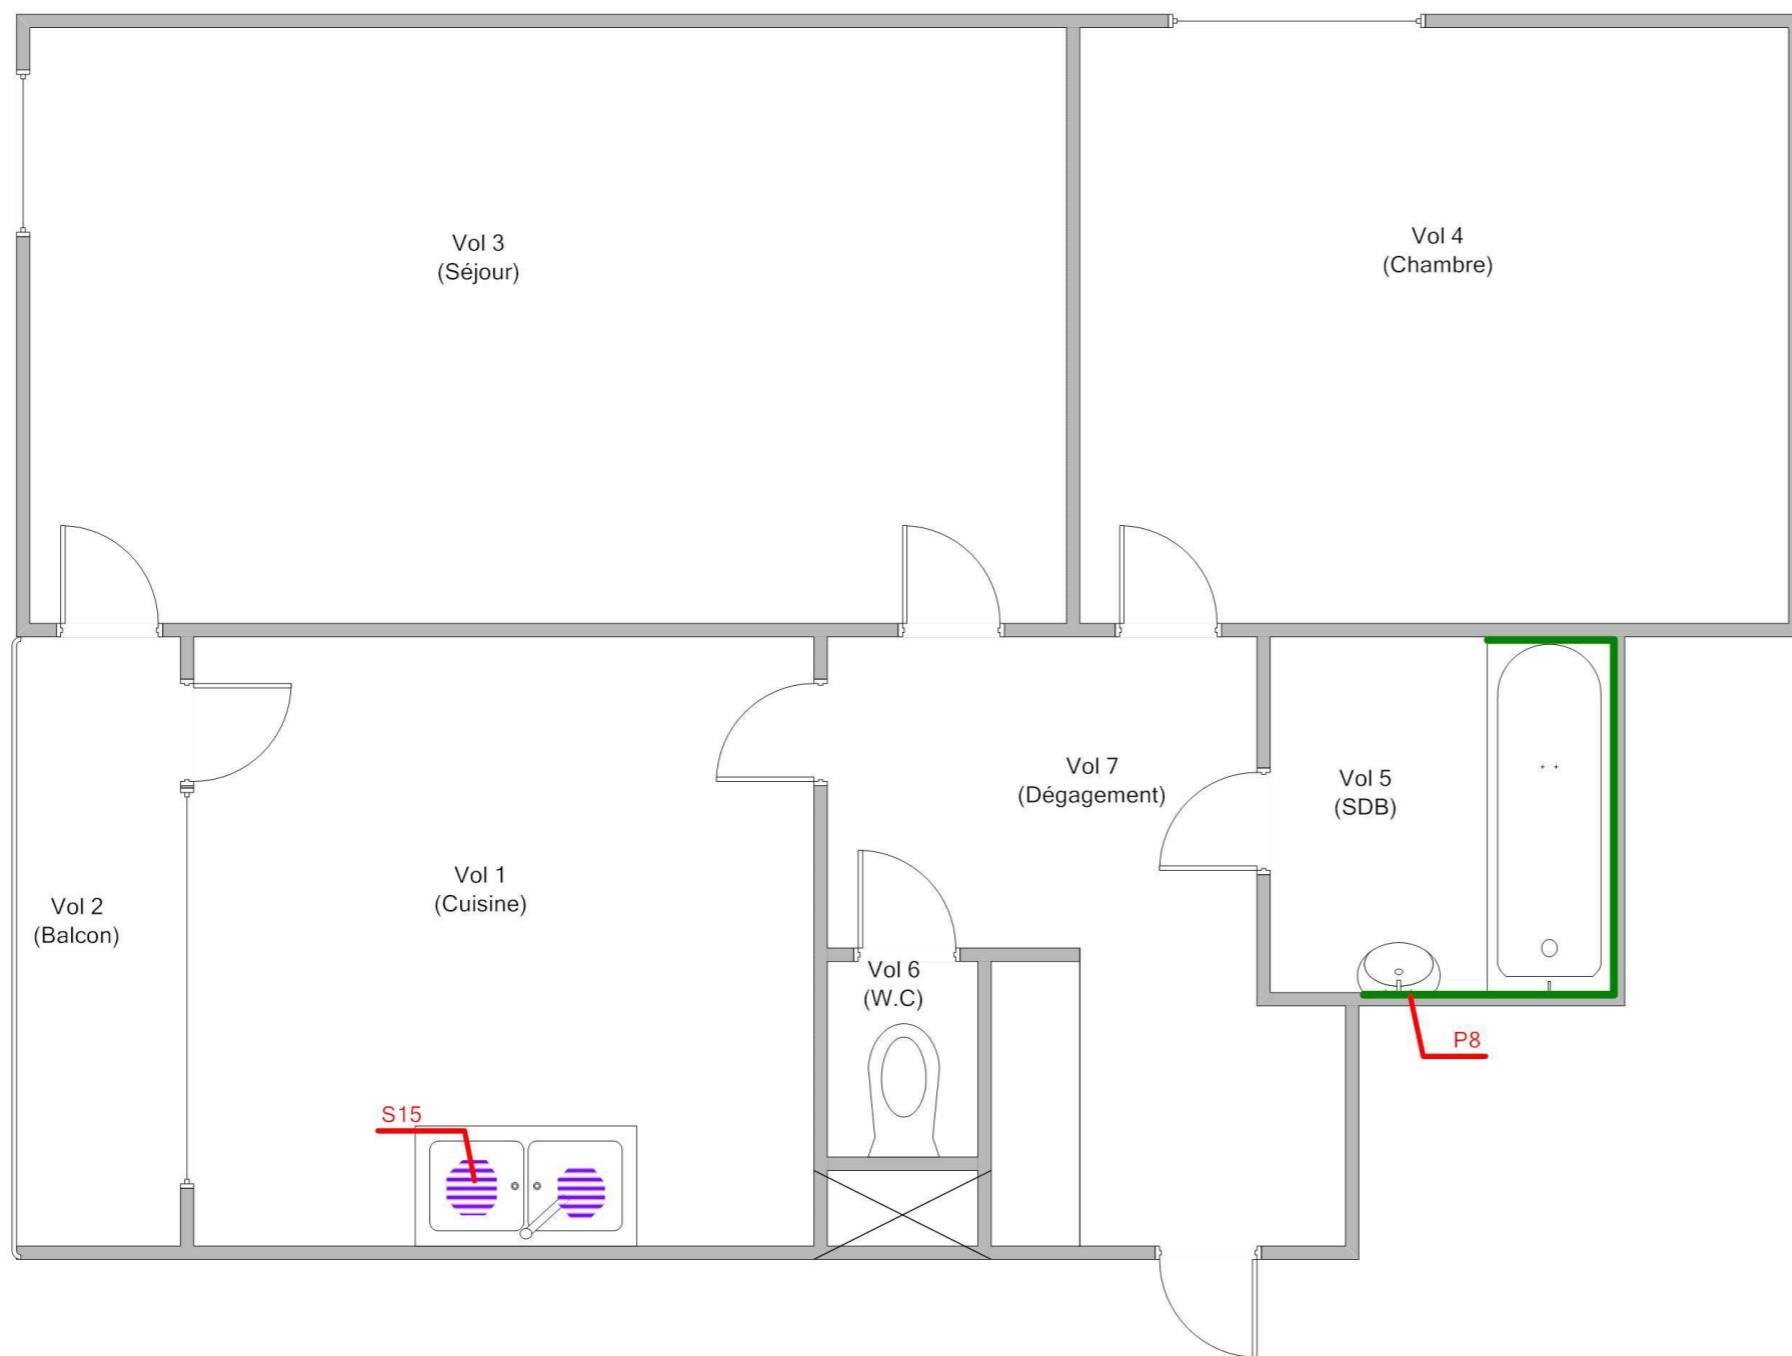 Vol 3
(Séjour)
Vol 4
(Chambre)
Vol 7
(Dégagement)
Vol 5
(SDB)
Vol 1
(Cuisine)
Vol 2
(Balcon)
Vol 6
(W.C)
P8
S15